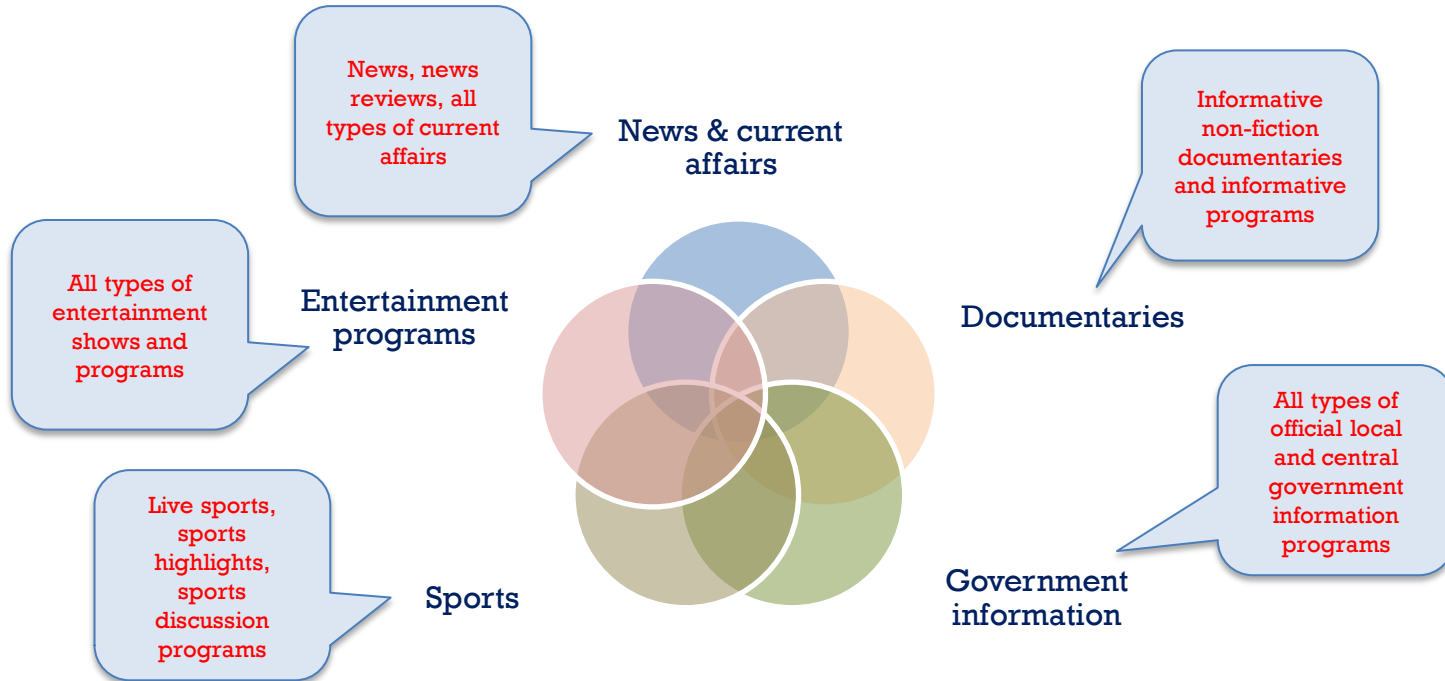 News, news
reviews, all
types of current
affairs
News & current
affairs
Informative
non-fiction
documentaries
and informative
programs
All types of
entertainment
shows and
programs
Entertainment
programs
Documentaries
All types of
official local
and central
government
information
programs
Live sports,
sports
highlights,
sports
discussion
programs
Sports
Government
information